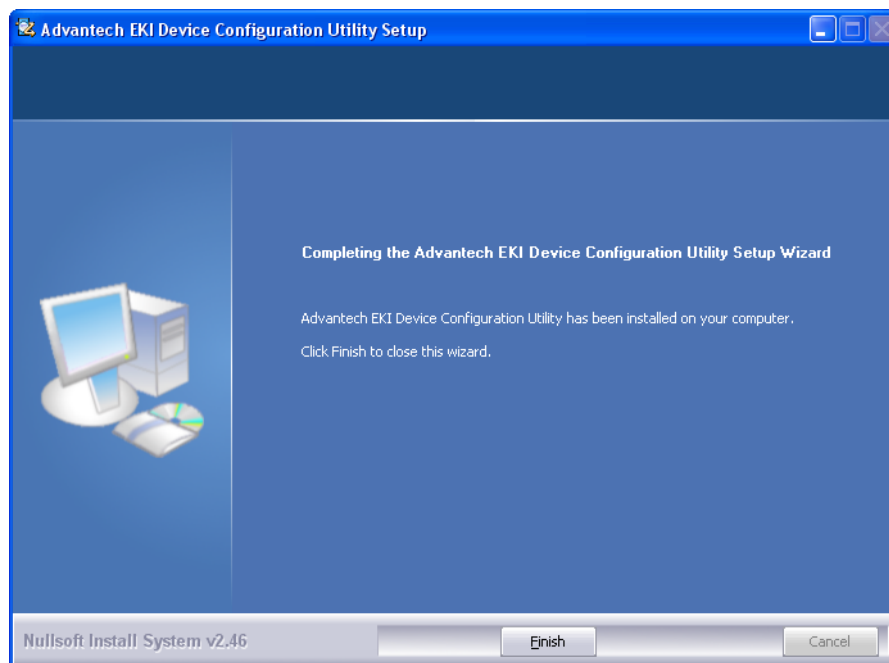 Advantech EKI Device Configuration Utility Setup
Completing the Advantech EKI Device Configuration Utility Setup Wizard
Advantech EKI Device Configuration Utility has been installed on your computer.
Click Finish to close this wizard.
Nullsoft Install System v2.46
Finish
Cancel